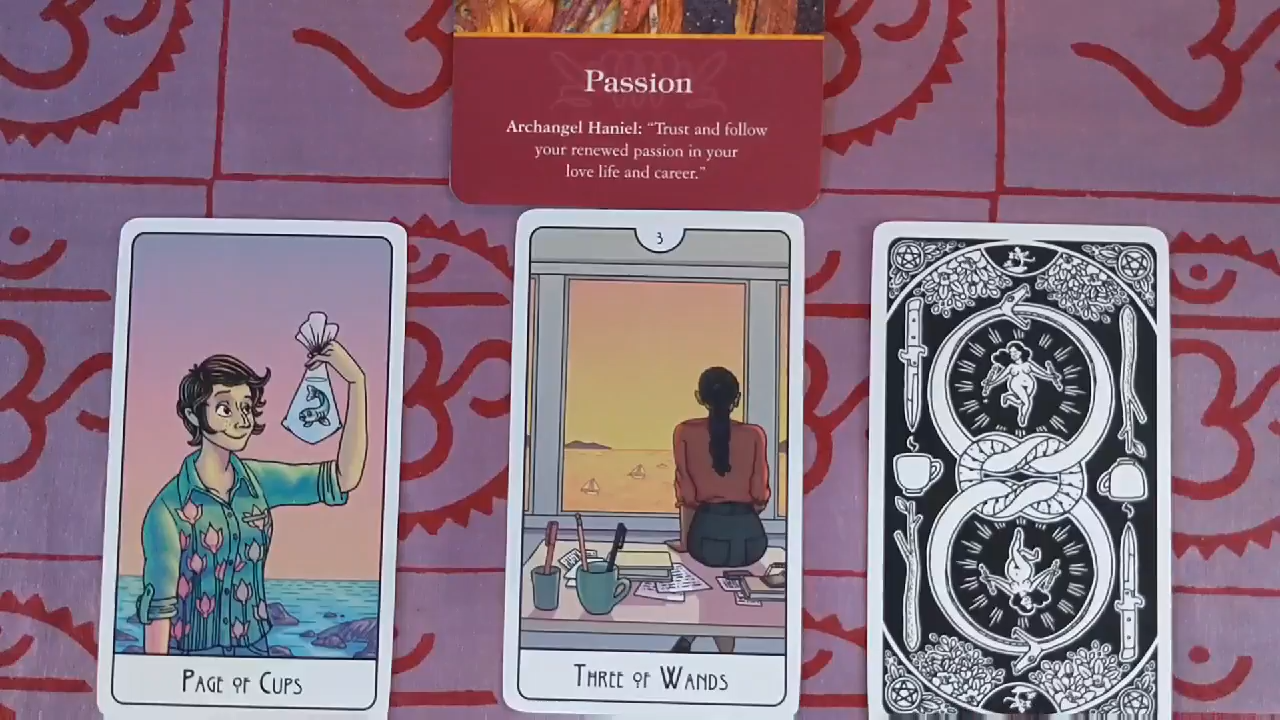 Passion
Archangel Haniel: “Trust and follow
your renewed passion in your
love life and career.”
3
Page of Cups
Three of Wands